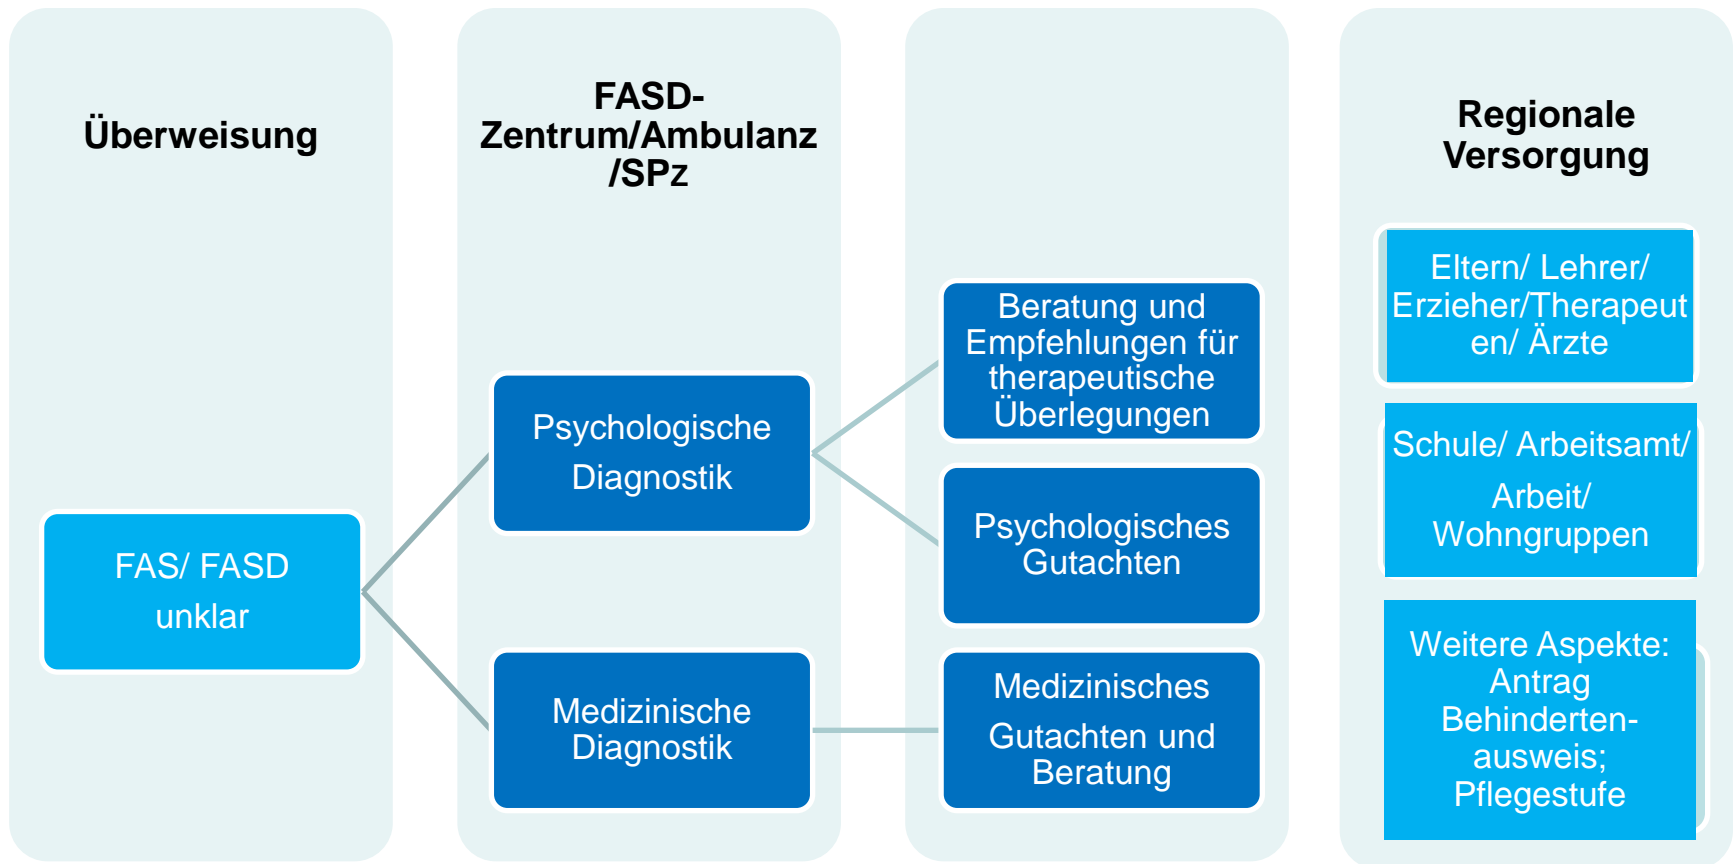 Überweisung
FASD-
Zentrum/Ambulanz
/SPz
Regionale
Versorgung
FAS/ FASD
unklar
Psychologische
Diagnostik
Medizinische
Diagnostik
Beratung und
Empfehlungen für
therapeutische
Überlegungen
Psychologisches
Gutachten
Medizinisches
Gutachten und
Beratung
Eltern/ Lehrer/
Erzieher/Therapeut
en/ Ärzte
Schule/ Arbeitsamt/
Arbeit/
Wohngruppen
Weitere Aspekte:
Antrag
Behinderten-
ausweis;
Pflegestufe